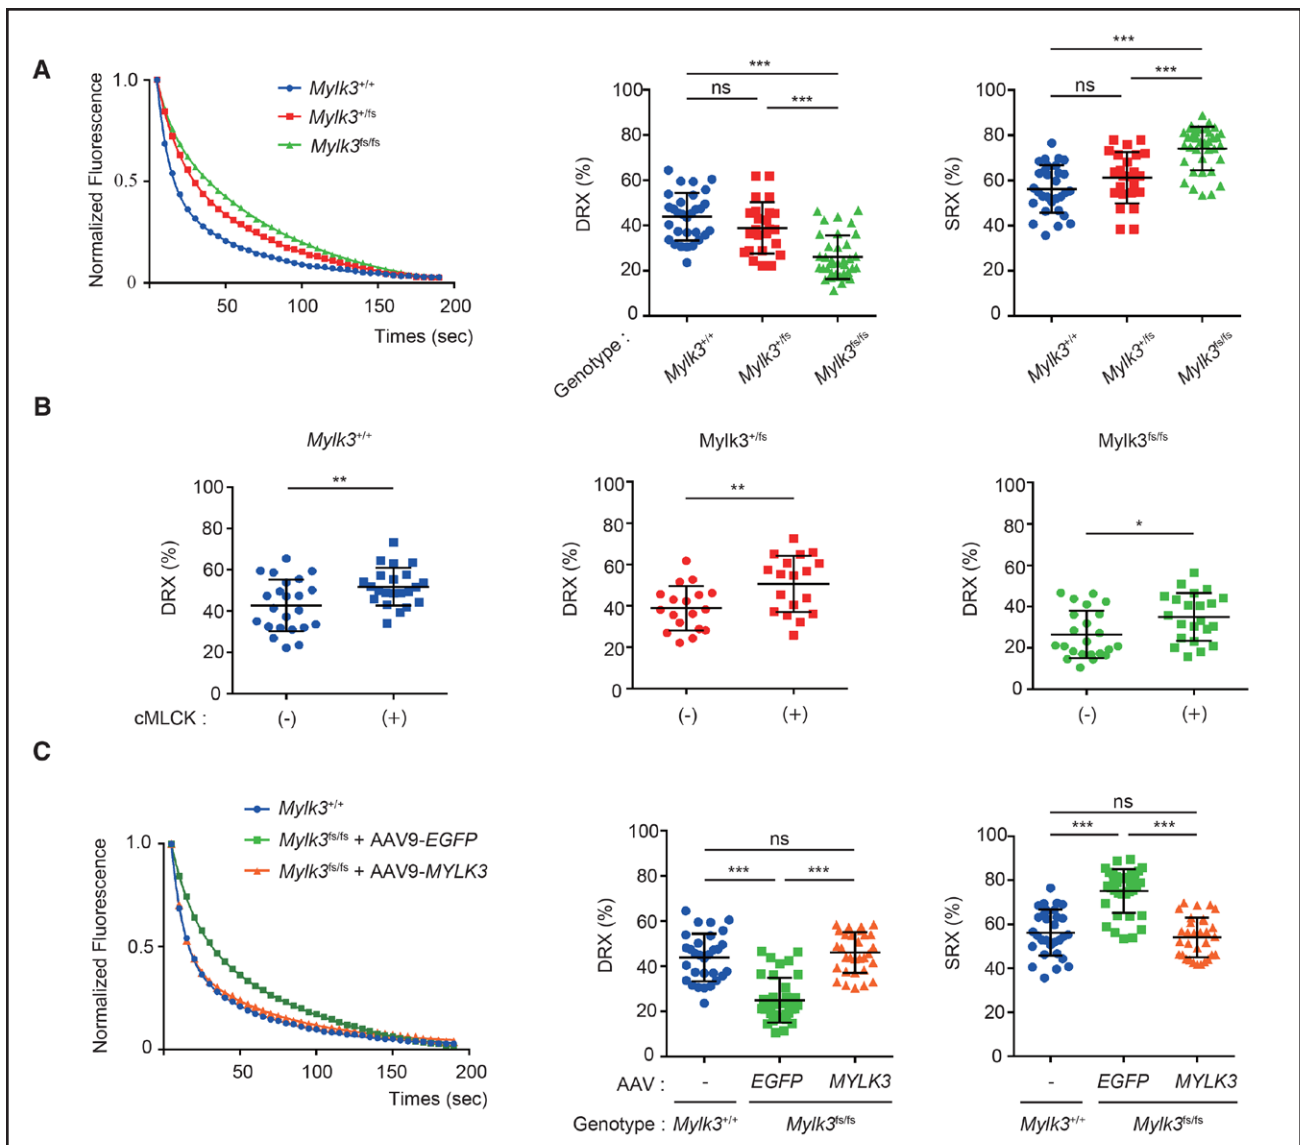 A
Normalized Fluorescence
1.0
0.5
0
50
100
150
200
Times (sec)
Mylk3+/+
Mylk3+/fs
Mylk3fs/fs
DRX (%)
100
80
60
40
20
0
***
ns
***
Genotype :
Mylk3+/+
Mylk3+/fs
Mylk3fs/fs
SRX (%)
100
80
60
40
20
0
***
***
ns
Mylk3+/+
Mylk3+/fs
Mylk3fs/fs
B
Mylk3+/+
DRX (%)
100
80
60
40
20
0
**
cMLCK :
(-)
(+)
Mylk3+/fs
DRX (%)
100
80
60
40
20
0
**
(-)
(+)
Mylk3fs/fs
DRX (%)
100
80
60
40
20
0
*
(-)
(+)
C
Normalized Fluorescence
1.0
0.5
0
50
100
150
200
Times (sec)
Mylk3+/+
Mylk3fs/fs + AAV9-EGFP
Mylk3fs/fs + AAV9-MYLK3
DRX (%)
100
80
60
40
20
0
ns
***
***
AAV :
-
EGFP
MYLK3
Genotype :
Mylk3+/+
Mylk3fs/fs
SRX (%)
100
80
60
40
20
0
ns
***
***
-
EGFP
MYLK3
Mylk3+/+
Mylk3fs/fs